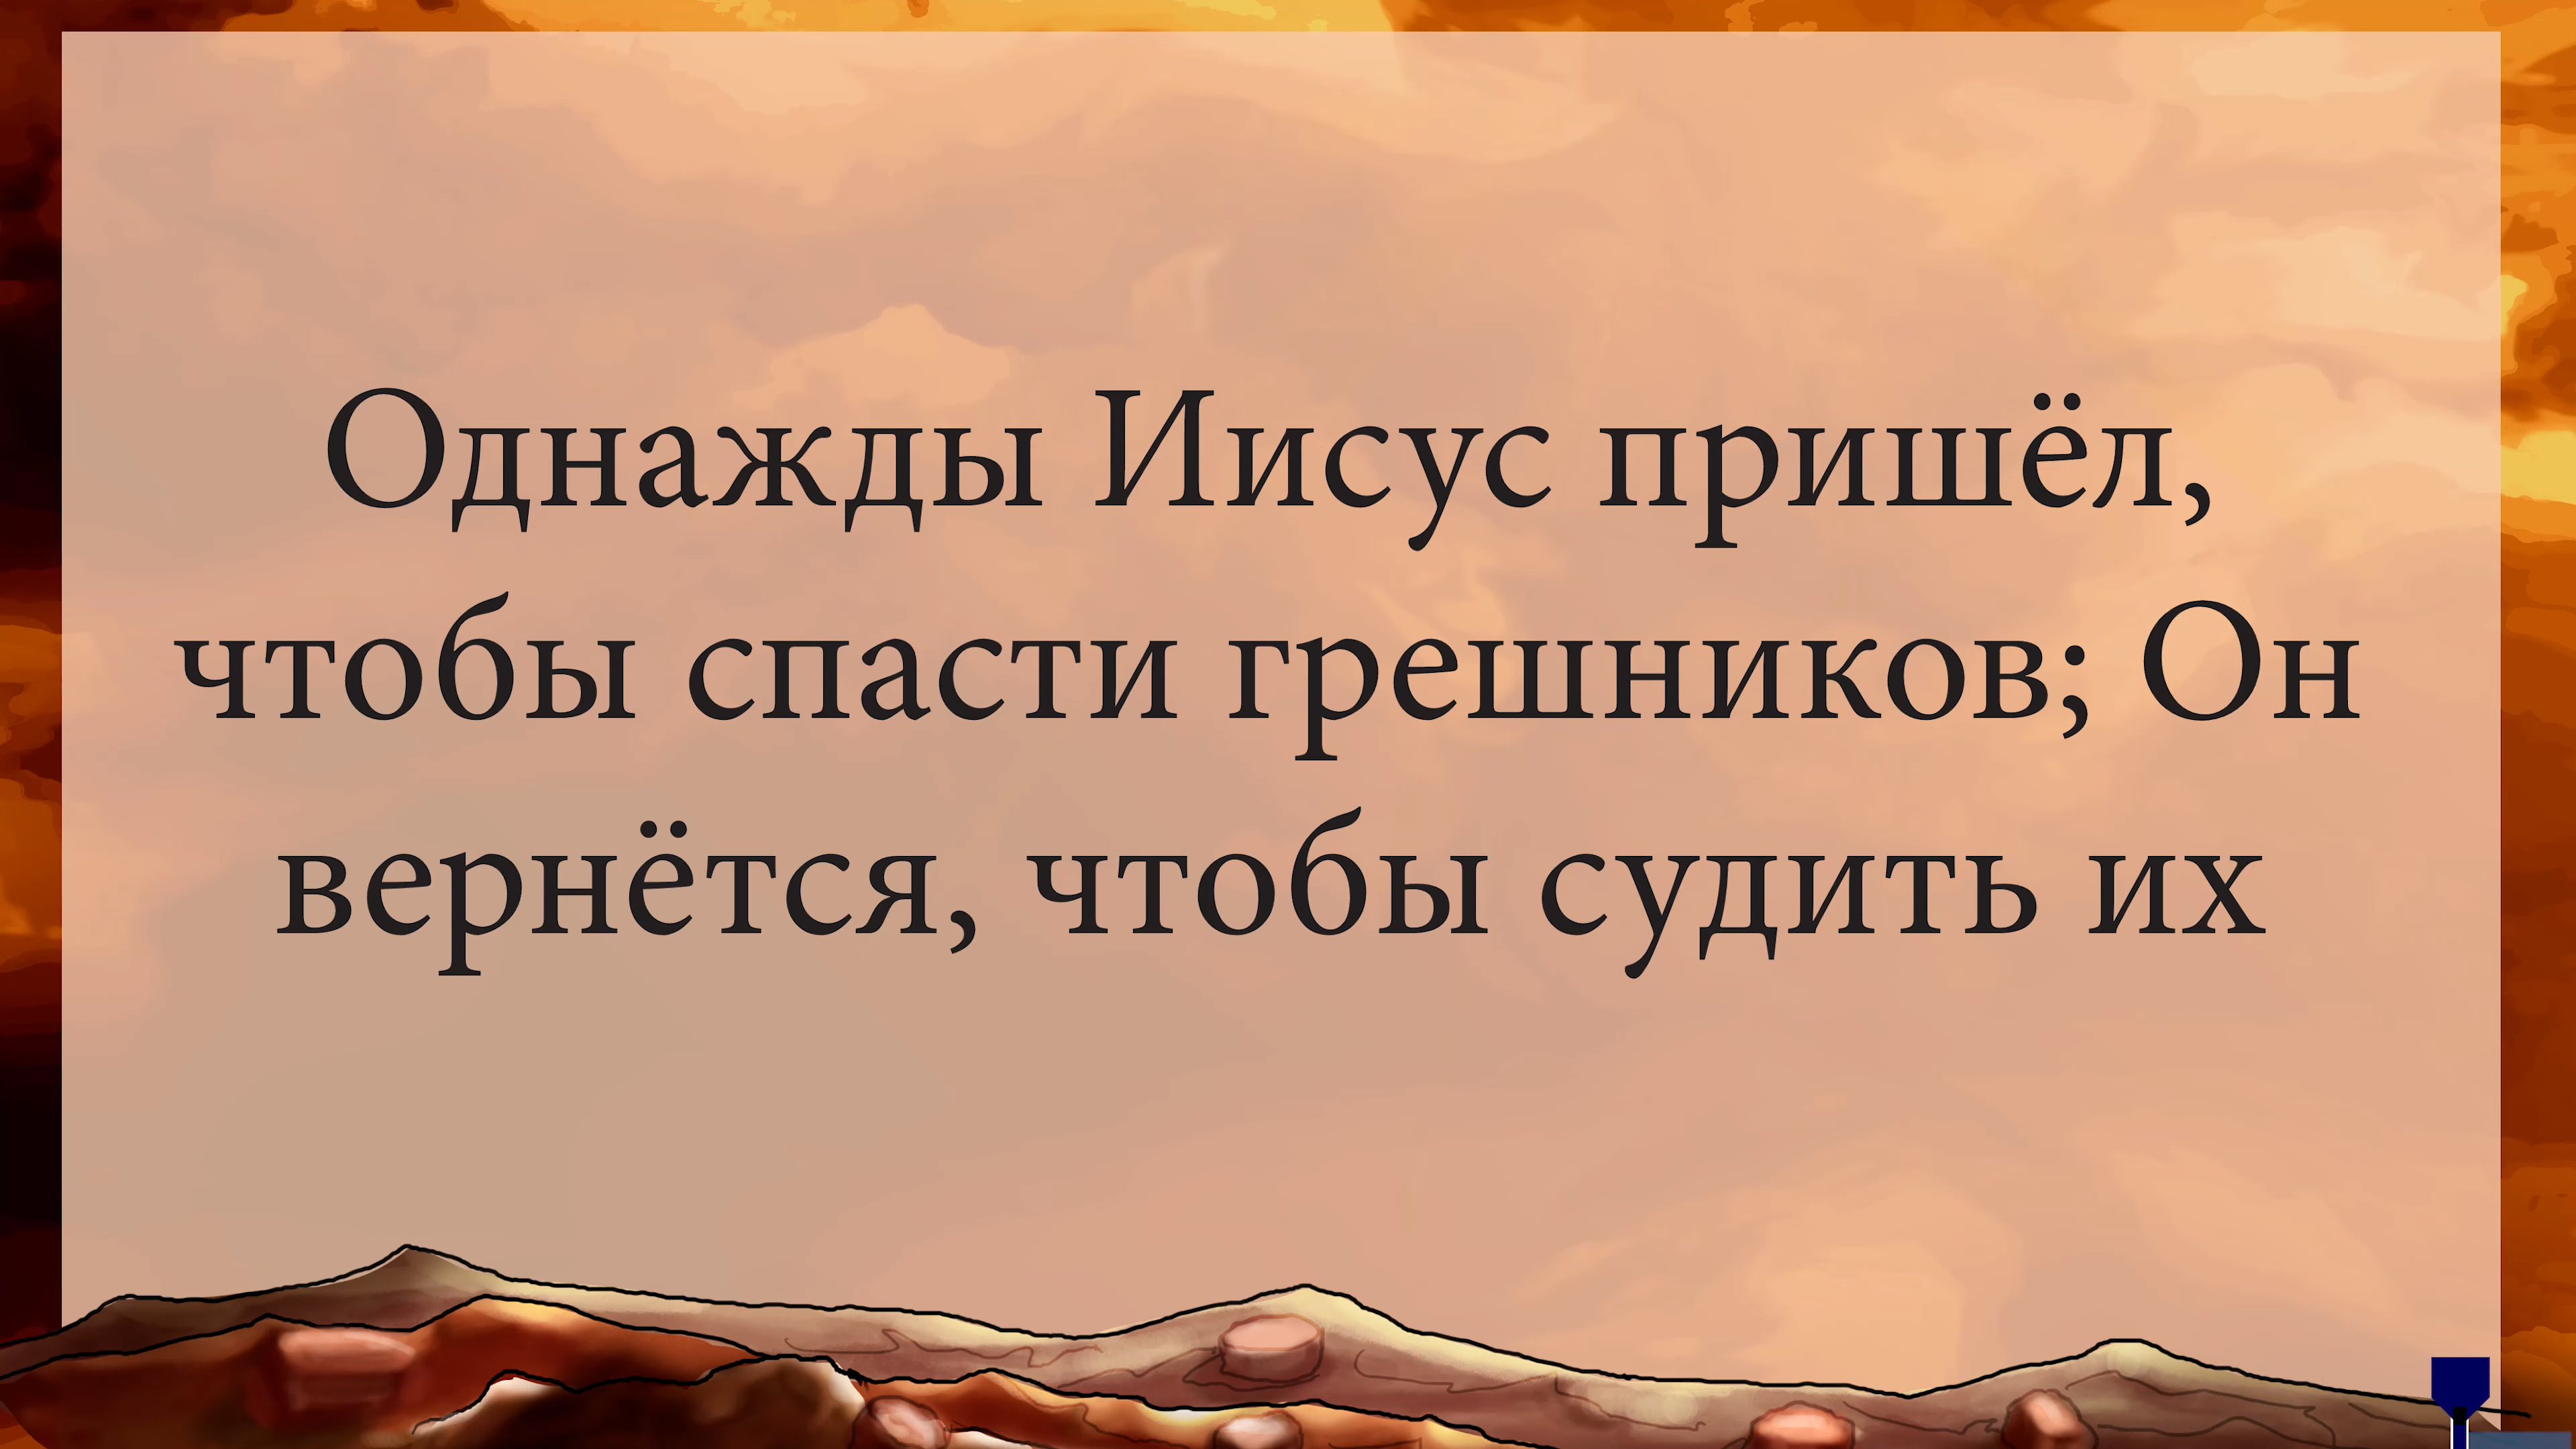 Однажды Иисус пришёл,
чтобы спасти грешников; Он
вернётся, чтобы судить их